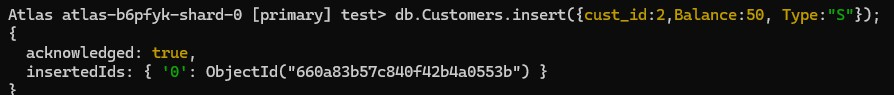 Atlas atlas-b6pfyk-shard-0 [primary] test> db.Customers.insert({cust_id:2,Balance:50, Type:"S"});
{
  acknowledged: true,
  insertedIds: { '0': ObjectId("660a83b57c840f42b4a0553b") }
}